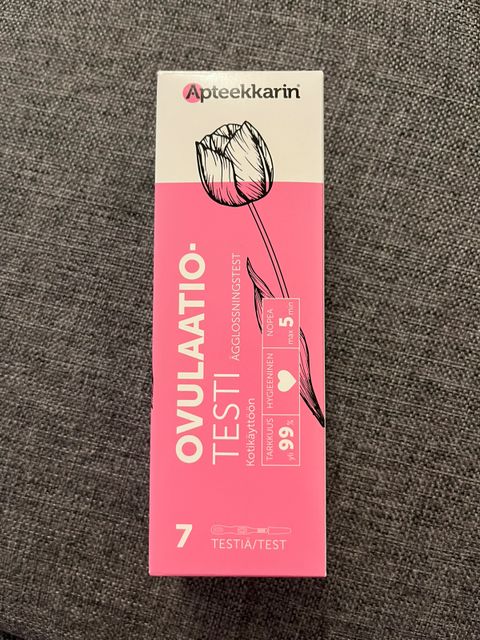 Apteekkarin
OVULAATIO-
TESTI ÄGGLOSSNINGSTEST
Kotikäyttöön
TARKKUUS
yli 99 %
HYGIEENINEN
NOPEA
max 5 min
7
TESTIÄ/TEST